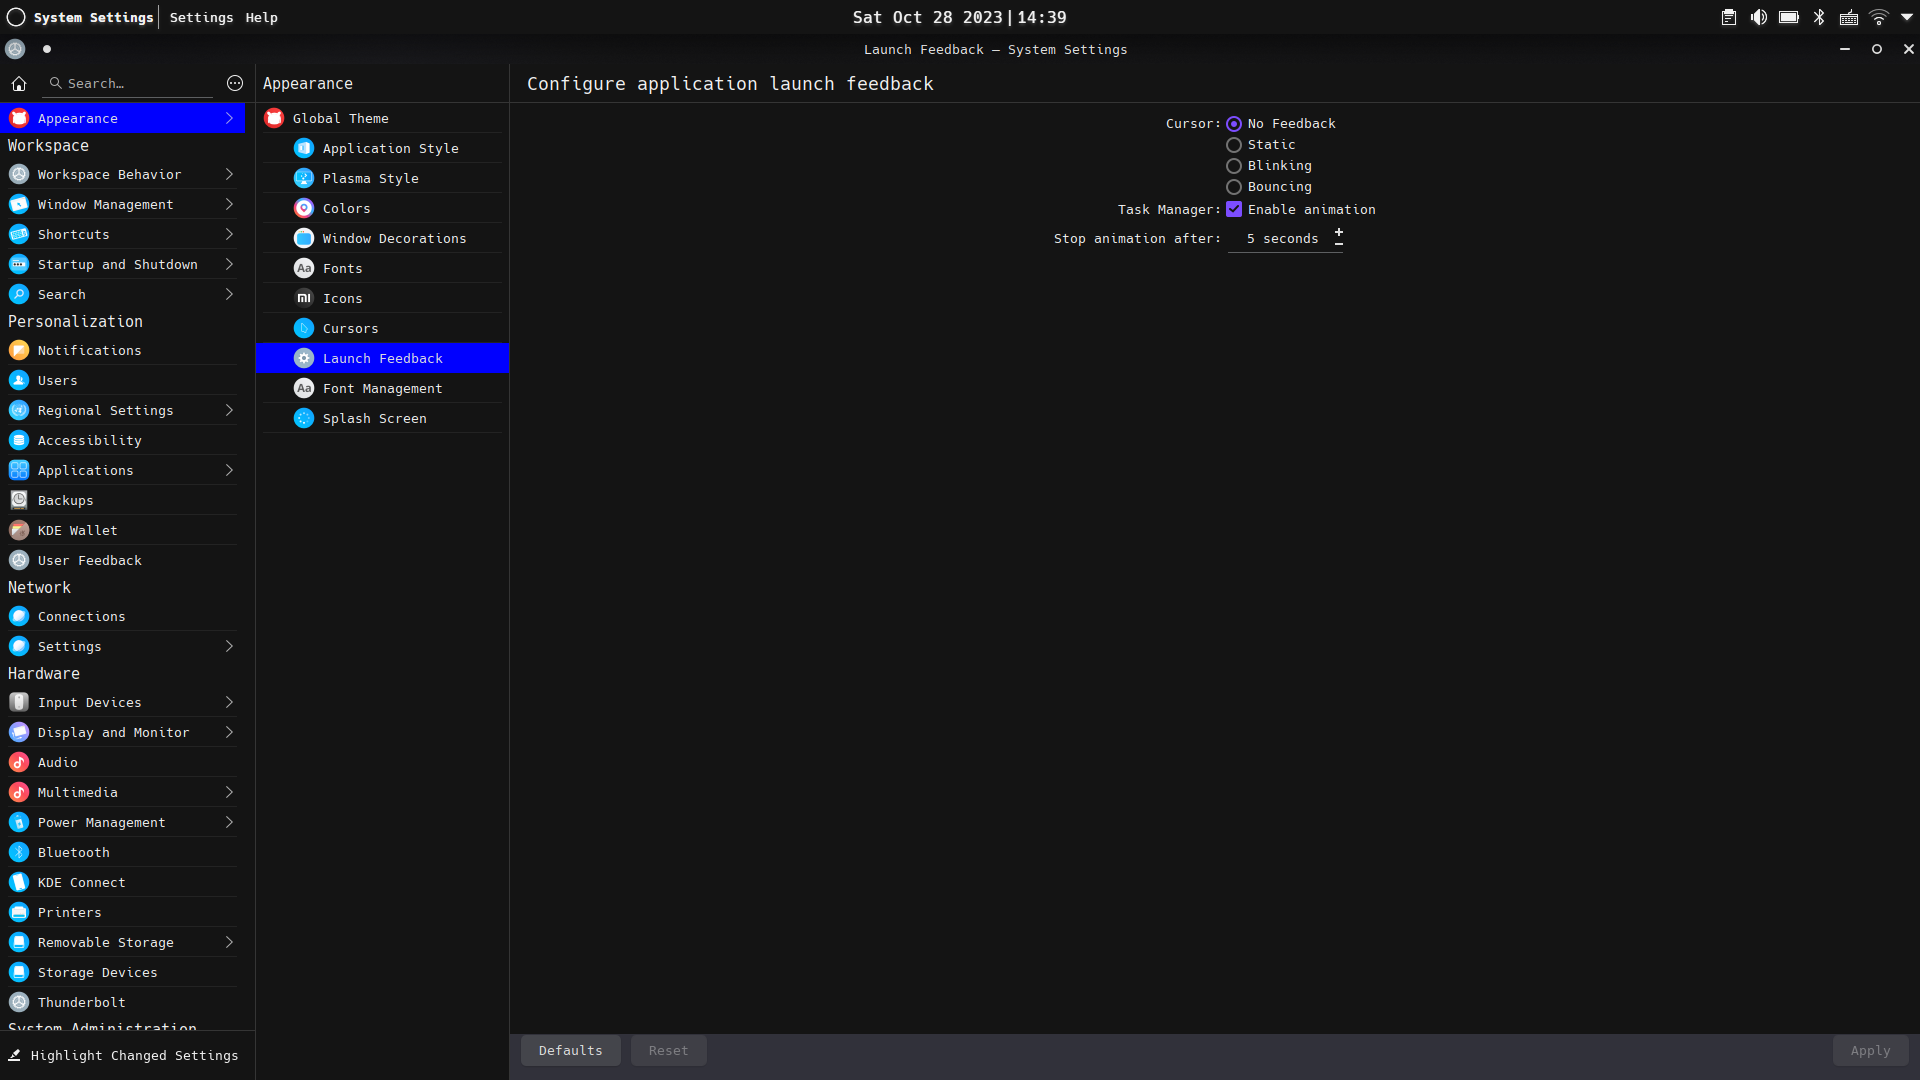 System Settings
Settings Help
Sat Oct 28 2023|14:39
Launch Feedback — System Settings
Search…
Appearance
Workspace
Workspace Behavior
Window Management
Shortcuts
Startup and Shutdown
Search
Personalization
Notifications
Users
Regional Settings
Accessibility
Applications
Backups
KDE Wallet
User Feedback
Network
Connections
Settings
Hardware
Input Devices
Display and Monitor
Audio
Multimedia
Power Management
Bluetooth
KDE Connect
Printers
Removable Storage
Storage Devices
Thunderbolt
System Administration
Highlight Changed Settings
Appearance
Global Theme
Application Style
Plasma Style
Colors
Window Decorations
Aa Fonts
Icons
Cursors
Launch Feedback
Aa Font Management
Splash Screen
Configure application launch feedback
Cursor: No Feedback
Static
Blinking
Bouncing
Task Manager: Enable animation
Stop animation after: 5 seconds
Defaults
Reset
Apply